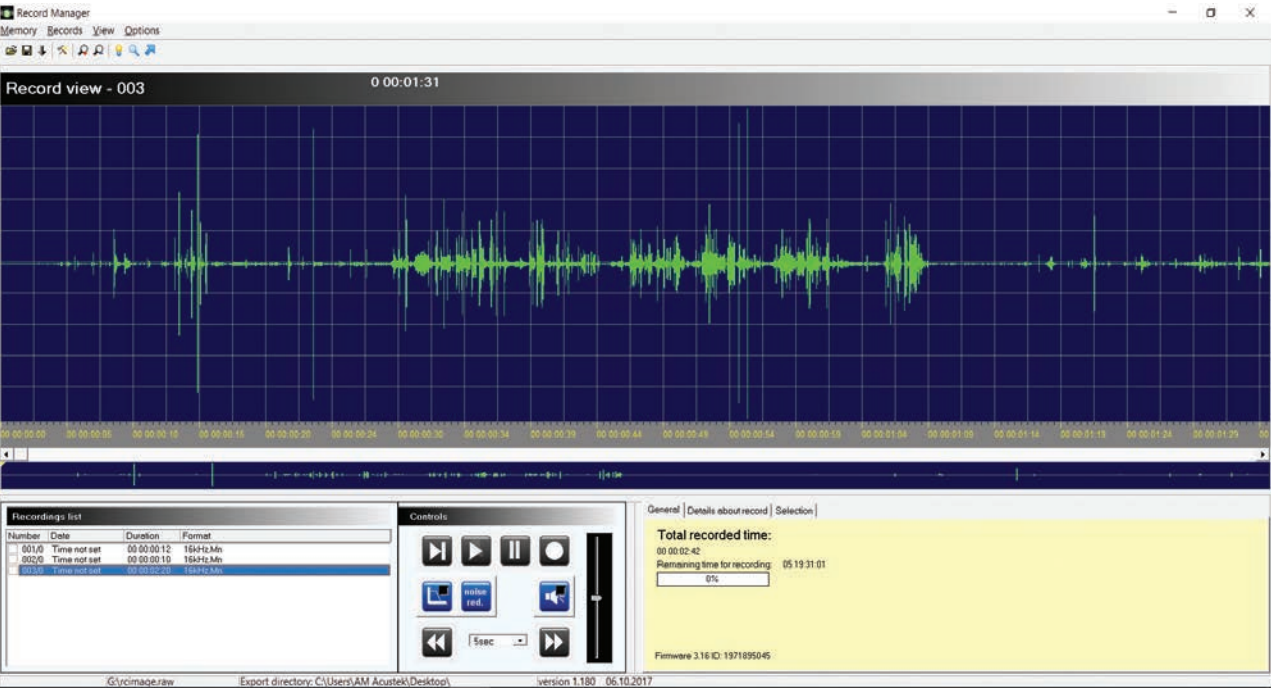 Record Manager
Memory Records View Options
Record view - 003
0 00:01:31
00 00:00:00 00 00:00:05 00 00:00:10 00 00:00:15 00 00:00:20 00 00:00:24 00 00:00:30 00 00:00:34 00 00:00:39 00 00:00:44 00 00:00:49 00 00:00:54 00 00:00:59 00 00:01:04 00 00:01:09 00 00:01:14 00 00:01:19 00 00:01:24 00 00:01:29 00
Recordings list
Number Date Duration Format
001/0 Time not set 00 00:00:12 16kHz,Mn
002/0 Time not set 00 00:00:10 16kHz,Mn
003/0 Time not set 00 00:02:20 16kHz,Mn
Controls
noise
red.
5sec
General Details about record Selection
Total recorded time:
00 00:02:42
Remaining time for recording: 05 19:31:01
0%
Firmware 3.16 ID: 1971895045
G:\rcimage.raw Export directory: C:\Users\AM Acustek\Desktop\ version 1.180 06.10.2017